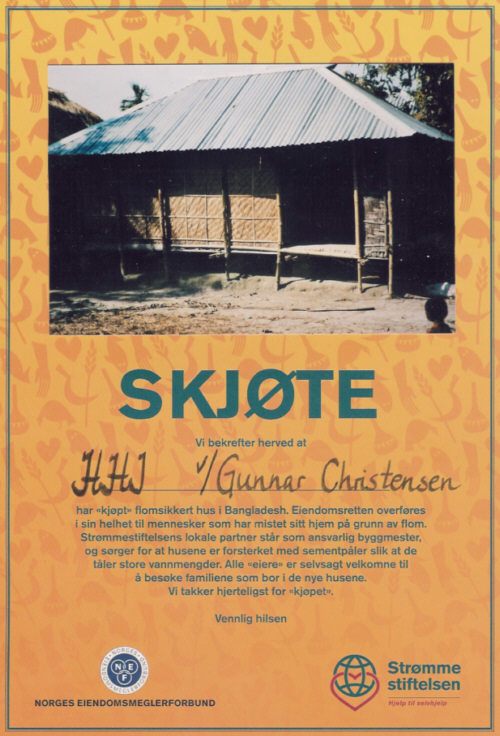 SKJØTE
Vi bekrefter herved at
HHI v/Gunnar Christensen
har «kjøpt» flomsikkert hus i Bangladesh. Eiendomsretten overføres
i sin helhet til mennesker som har mistet sitt hjem på grunn av flom.
Strømmestiftelsens lokale partner står som ansvarlig byggmester,
og sørger for at husene er forsterket med sementpåler slik at de
tåler store vannmengder. Alle «eiere» er selvsagt velkomne til
å besøke familiene som bor i de nye husene.
Vi takker hjerteligst for «kjøpet».
Vennlig hilsen
NEF
NORGES EIENDOMSMEGLERFORBUND
Strømme
stiftelsen
Hjelp til selvhjelp